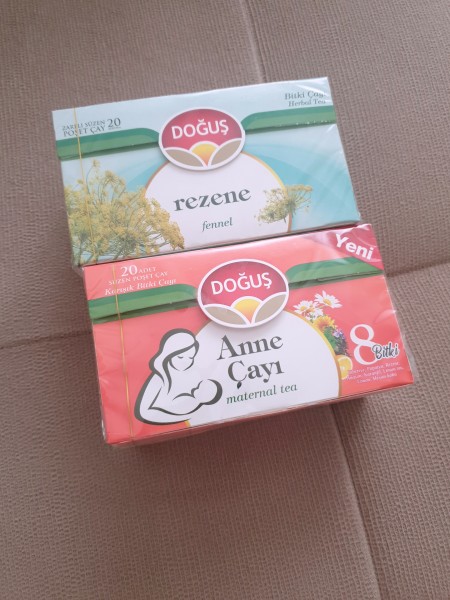 ZARFLI SÜZEN 20
POŞET ÇAY
Bitki Çayı
Herbal Tea
DOĞUŞ
rezene
fennel
20 ADET
SÜZEN POŞET ÇAY
Karışık Bitki Çayı
Yeni
DOĞUŞ
Anne
Çayı
maternal tea
8
Bitki